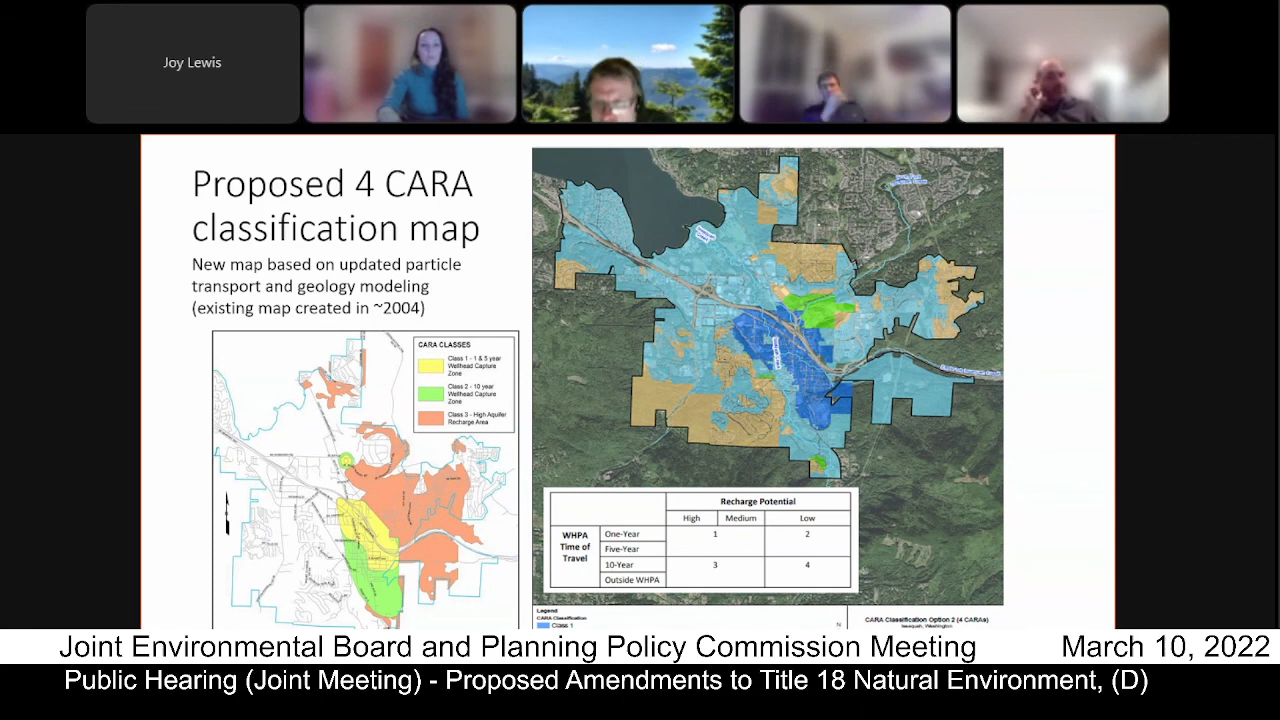 Joy Lewis
Proposed 4 CARA
classification map
New map based on updated particle
transport and geology modeling
(existing map created in ~2004)
CARA CLASSES
Class 1 - 1 & 5 year
Wellhead Capture
Zone
Class 2 - 10 year
Wellhead Capture
Zone
Class 3 - High Aquifer
Recharge Area
Recharge Potential
High Medium Low
WHPA
Time of
Travel
One-Year 1 2
Five-Year
10-Year 3 4
Outside WHPA
Legend
CARA Classification
Class 1
N
CARA Classification Option 2 (4 CARAs)
Issaquah, Washington
Joint Environmental Board and Planning Policy Commission Meeting March 10, 2022
Public Hearing (Joint Meeting) - Proposed Amendments to Title 18 Natural Environment, (D)